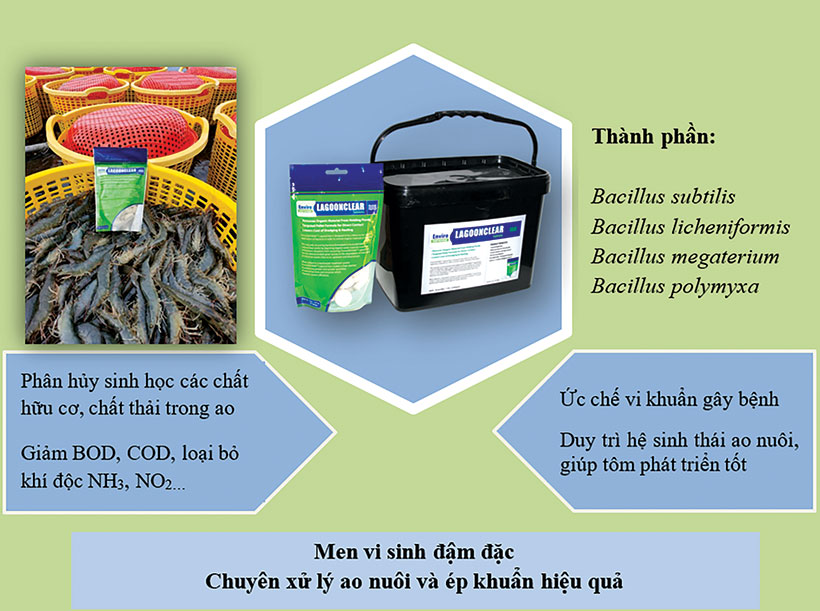 Thành phần:
Bacillus subtilis
Bacillus licheniformis
Bacillus megaterium
Bacillus polymyxa
LAGOONCLEAR
Enviro
LAGOONCLEAR
Enviro
LAGOONCLEAR
Phân hủy sinh học các chất
hữu cơ, chất thải trong ao
Giảm BOD, COD, loại bỏ
khí độc NH₃, NO₂...
Ức chế vi khuẩn gây bệnh
Duy trì hệ sinh thái ao nuôi,
giúp tôm phát triển tốt
Men vi sinh đậm đặc
Chuyên xử lý ao nuôi và ép khuẩn hiệu quả